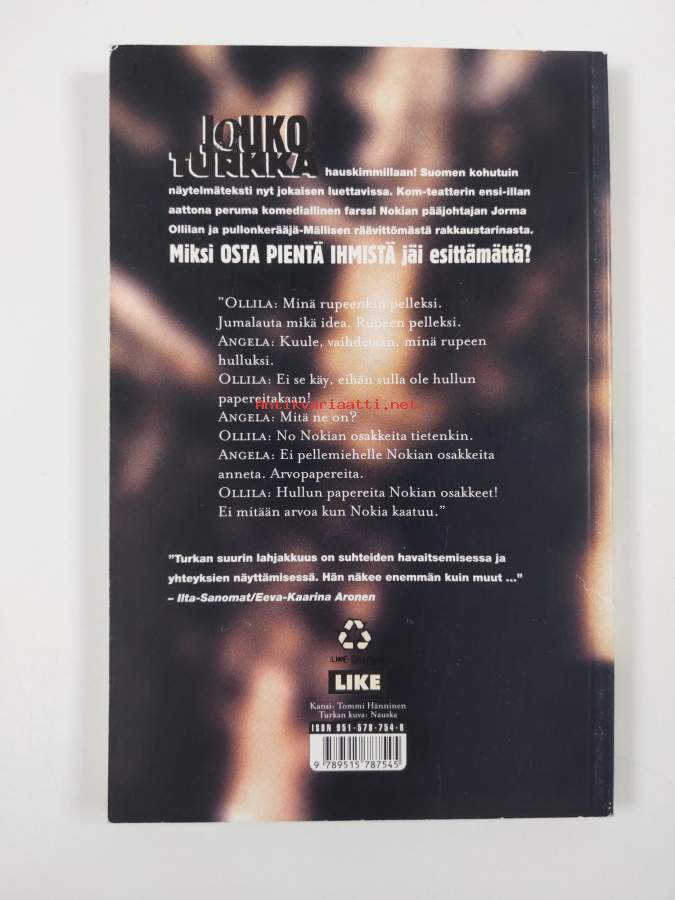 JOUKO
TURKKA hauskimmillaan! Suomen kohutuin
näytelmäteksti nyt jokaisen luettavissa. Kom-teatterin ensi-illan
aattona peruma komediallinen farssi Nokian pääjohtajan Jorma
Ollilan ja pullonkerääjä-Mällisen räävittömästä rakkaustarinasta.
Miksi OSTA PIENTÄ IHMISTÄ jäi esittämättä?
"OLLILA: Minä rupeenkin pelleksi.
Jumalauta mikä idea. Rupeen pelleksi.
ANGELA: Kuule, vaihdetaan, minä rupeen
hulluksi.
OLLILA: Ei se käy, eihän sulla ole hullun
papereitakaan!
Antikvariaatti.net
ANGELA: Mitä ne on?
OLLILA: No Nokian osakkeita tietenkin.
ANGELA: Ei pellemiehelle Nokian osakkeita
anneta. Arvopapereita.
OLLILA: Hullun papereita Nokian osakkeet!
Ei mitään arvoa kun Nokia kaatuu."
"Turkan suurin lahjakkuus on suhteiden havaitsemisessa ja
yhteyksien näyttämisessä. Hän näkee enemmän kuin muut ..."
– Ilta-Sanomat/Eeva-Kaarina Aronen
LIKE
LIKE
Kansi: Tommi Hänninen
Turkan kuva: Nauska
ISBN 951-578-754-8
9 789515 787545